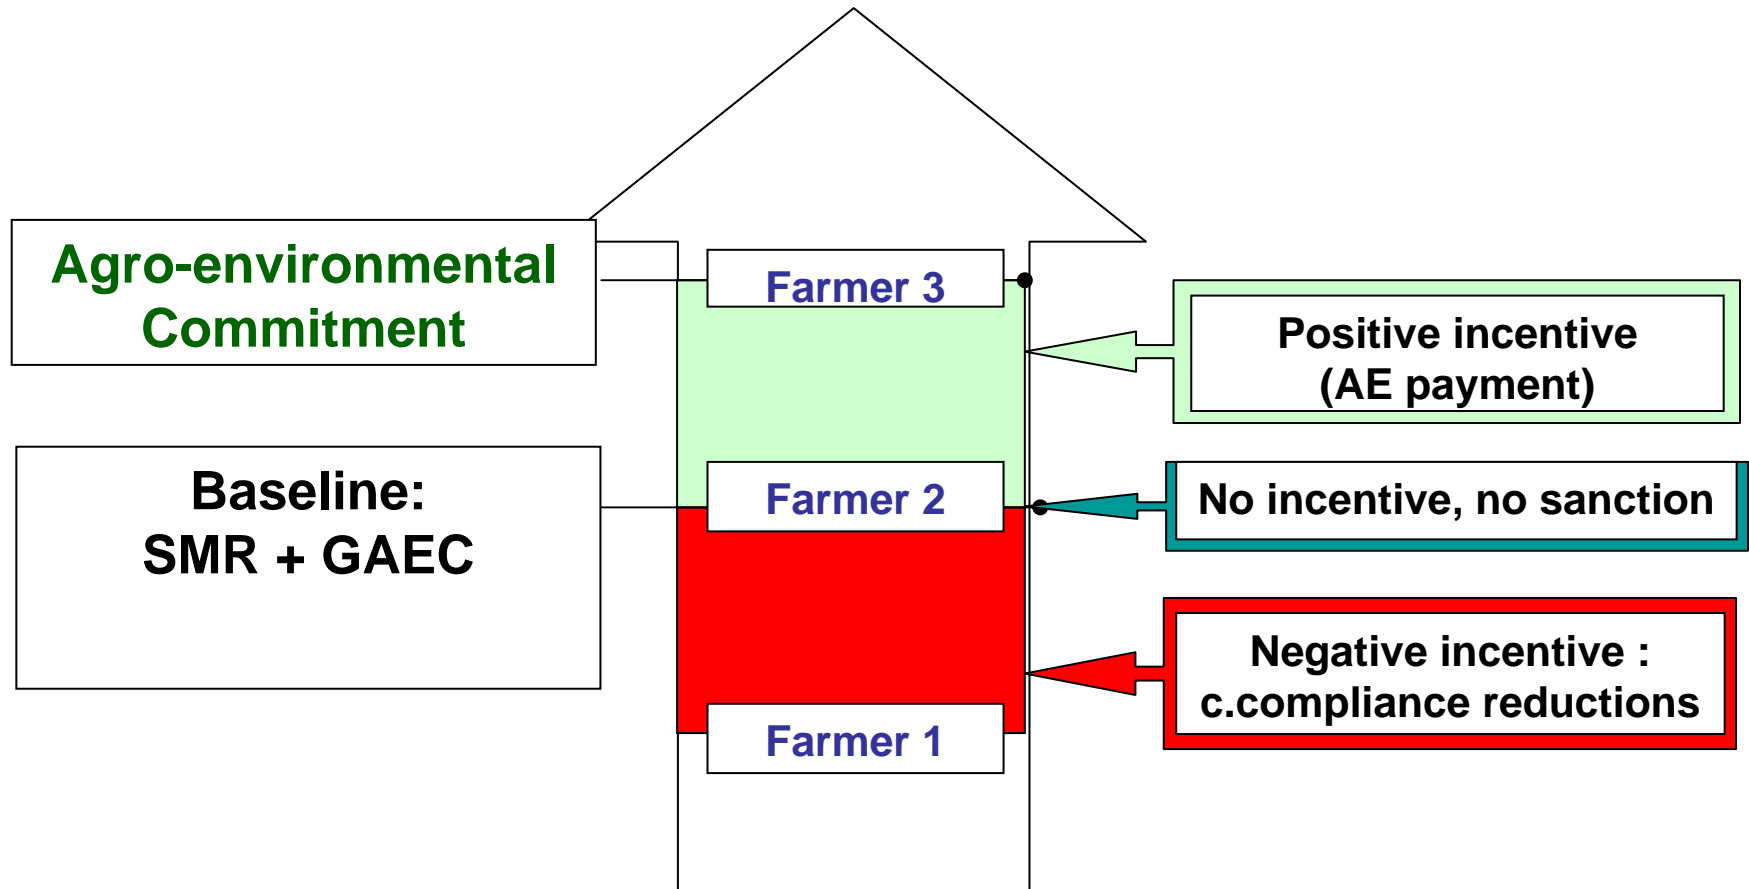 Agro-environmental
Commitment
Farmer 3
Positive incentive
(AE payment)
Baseline:
SMR + GAEC
Farmer 2
No incentive, no sanction
Negative incentive :
c.compliance reductions
Farmer 1